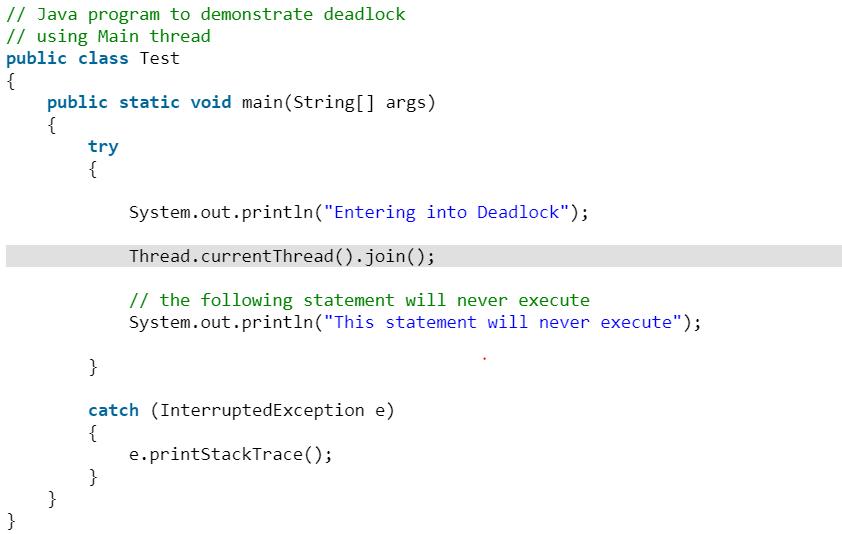 // Java program to demonstrate deadlock
// using Main thread
public class Test
{
    public static void main(String[] args)
    {
        try
        {
            System.out.println("Entering into Deadlock");
            Thread.currentThread().join();
            // the following statement will never execute
            System.out.println("This statement will never execute");
        }
        catch (InterruptedException e)
        {
            e.printStackTrace();
        }
    }
}